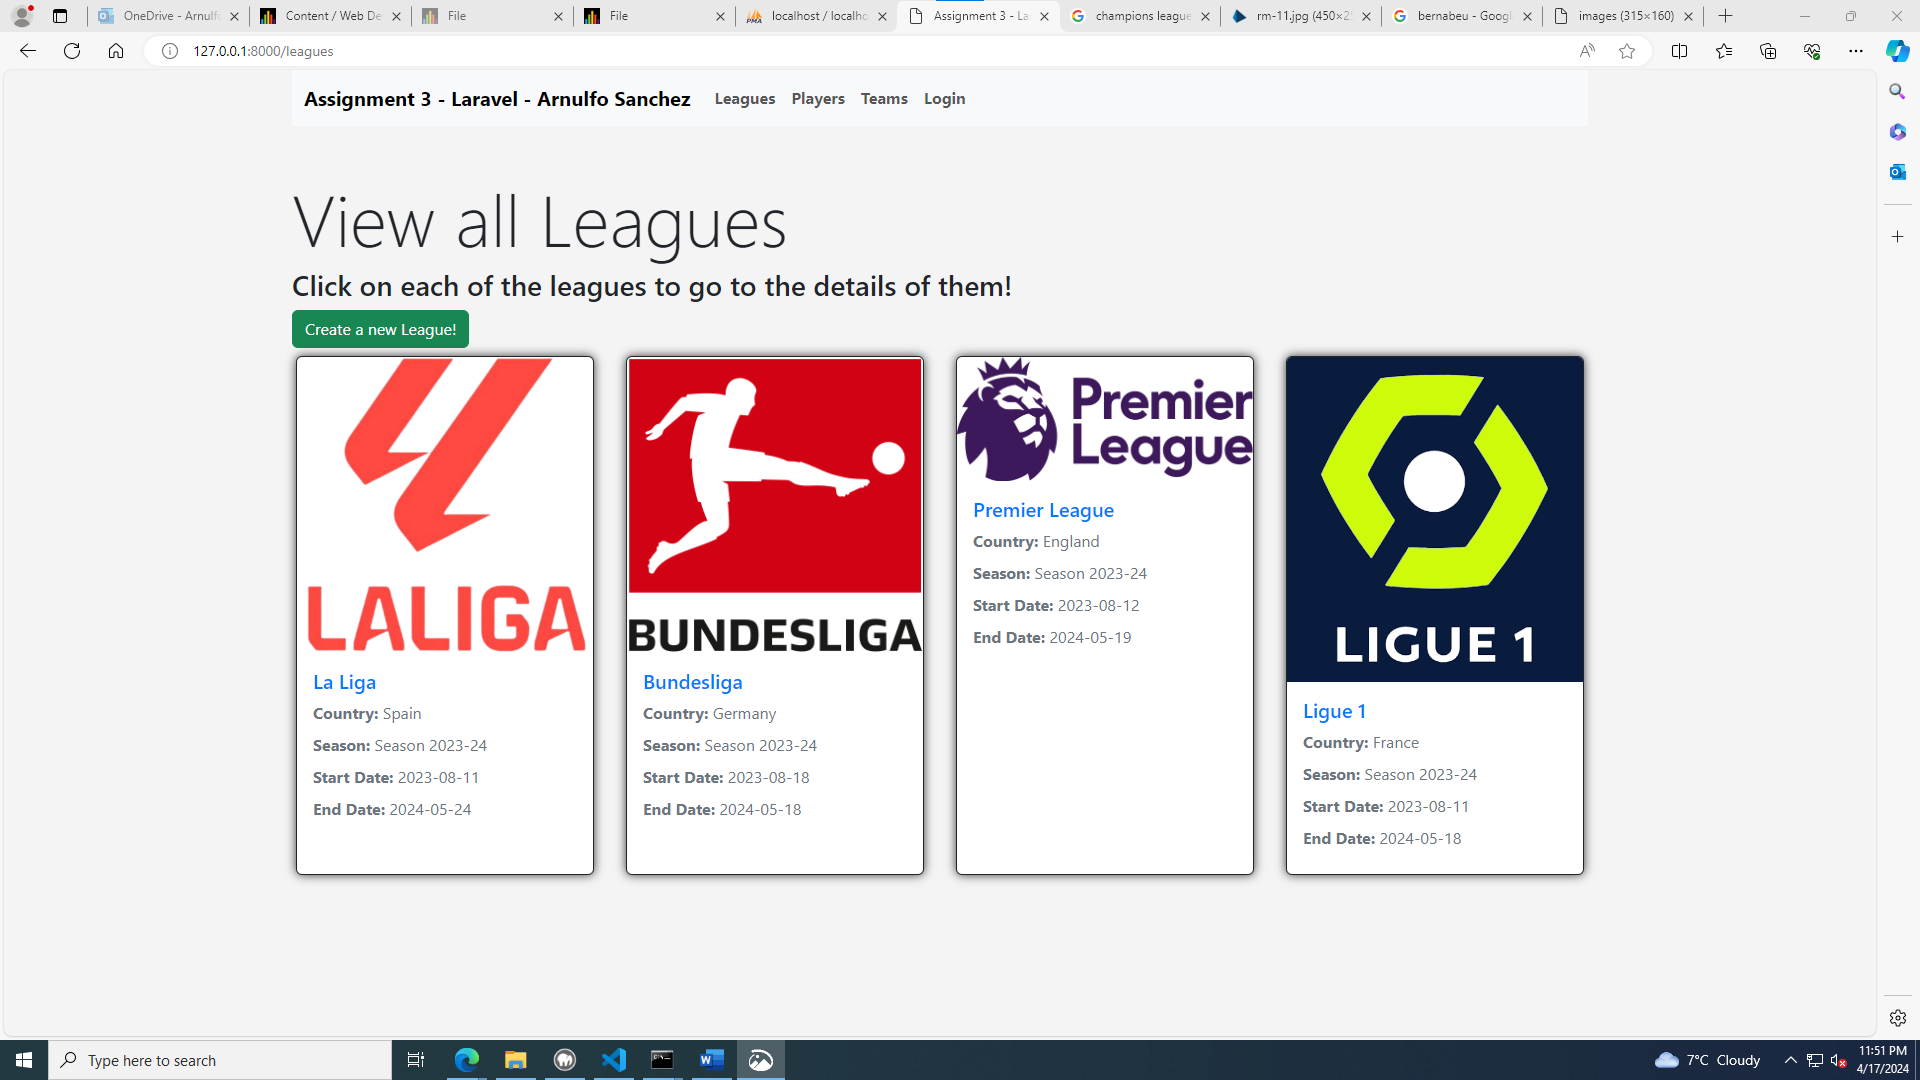 OneDrive - Arnulfo
Content / Web De
File
File
localhost / localho
Assignment 3 - La
champions league
rm-11.jpg (450×25
bernabeu - Googl
images (315×160)
127.0.0.1:8000/leagues
Assignment 3 - Laravel - Arnulfo Sanchez Leagues Players Teams Login
View all Leagues
Click on each of the leagues to go to the details of them!
Create a new League!
LALIGA
La Liga
Country: Spain
Season: Season 2023-24
Start Date: 2023-08-11
End Date: 2024-05-24
BUNDESLIGA
Bundesliga
Country: Germany
Season: Season 2023-24
Start Date: 2023-08-18
End Date: 2024-05-18
Premier
League
Premier League
Country: England
Season: Season 2023-24
Start Date: 2023-08-12
End Date: 2024-05-19
LIGUE 1
Ligue 1
Country: France
Season: Season 2023-24
Start Date: 2023-08-11
End Date: 2024-05-18
Type here to search
7°C Cloudy
11:51 PM
4/17/2024